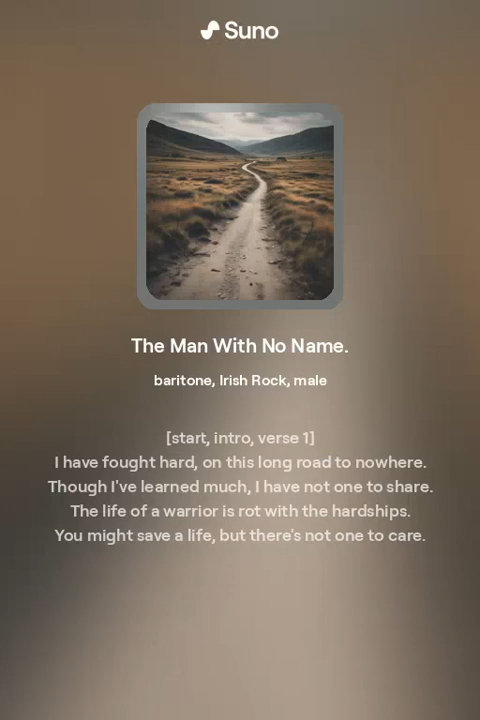 Suno
The Man With No Name.
baritone, Irish Rock, male
[start, intro, verse 1]
I have fought hard, on this long road to nowhere.
Though I've learned much, I have not one to share.
The life of a warrior is rot with the hardships.
You might save a life, but there's not one to care.